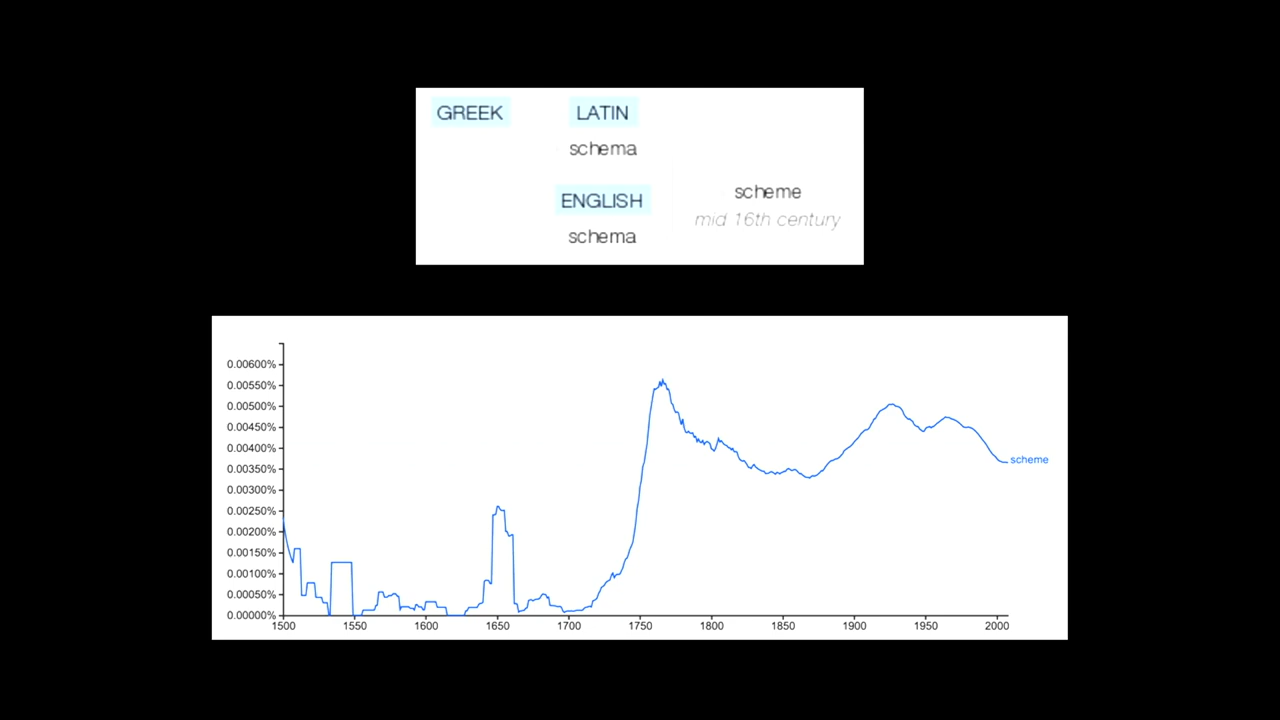 GREEK LATIN
schema
scheme
ENGLISH
mid 16th century
schema
0.00600%
0.00550%
0.00500%
0.00450%
0.00400%
0.00350%
0.00300%
0.00250%
0.00200%
0.00150%
0.00100%
0.00050%
0.00000%
scheme
1500 1550 1600 1650 1700 1750 1800 1850 1900 1950 2000